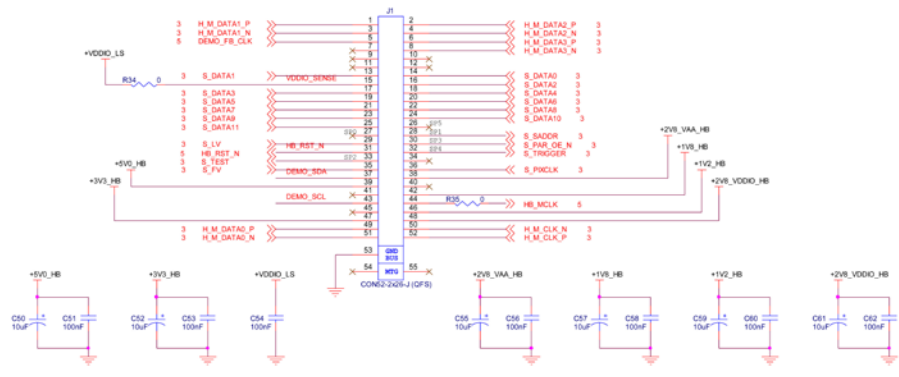 J1
3 H_M_DATA1_P 1 2 H_M_DATA2_P 3
3 H_M_DATA1_N 3 4 H_M_DATA2_N 3
5 DEMO_FB_CLK 5 6 H_M_DATA3_P 3
7 8 H_M_DATA3_N 3
+VDDIO_LS 9 10
11 12
3 S_DATA1 13 14 S_DATA0 3
R34 0 VDDIO_SENSE 15 16 S_DATA2 3
3 S_DATA3 17 18 S_DATA4 3
3 S_DATA5 19 20 S_DATA6 3
3 S_DATA7 21 22 S_DATA8 3
3 S_DATA9 23 24 S_DATA10 3
3 S_DATA11 25 26 SP5
SP0 27 28 SP1 S_SADDR 3
3 S_LV 29 30 SP3 S_PAR_OE_N 3
5 HB_RST_N HB_RST_N 31 32 SP4 S_TRIGGER 3
3 S_TEST SP2 33 34
3 S_FV 35 36 S_PIXCLK 3
DEMO_SDA 37 38
39 40
41 42
DEMO_SCL 43 44 R35 0 HB_MCLK 5
45 46
47 48
3 H_M_DATA0_P 49 50 H_M_CLK_N 3
3 H_M_DATA0_N 51 52 H_M_CLK_P 3
+5V0_HB
+3V3_HB
+2V8_VAA_HB
+1V8_HB
+1V2_HB
+2V8_VDDIO_HB
53 GND
BUS
54 MTG 55
CON52-2x26-J (QFS)
+5V0_HB +3V3_HB +VDDIO_LS +2V8_VAA_HB +1V8_HB +1V2_HB +2V8_VDDIO_HB
C50 + C51 C52 + C53 C54 C55 + C56 C57 + C58 C59 + C60 C61 + C62
10uF 100nF 10uF 100nF 100nF 10uF 100nF 10uF 100nF 10uF 100nF 10uF 100nF